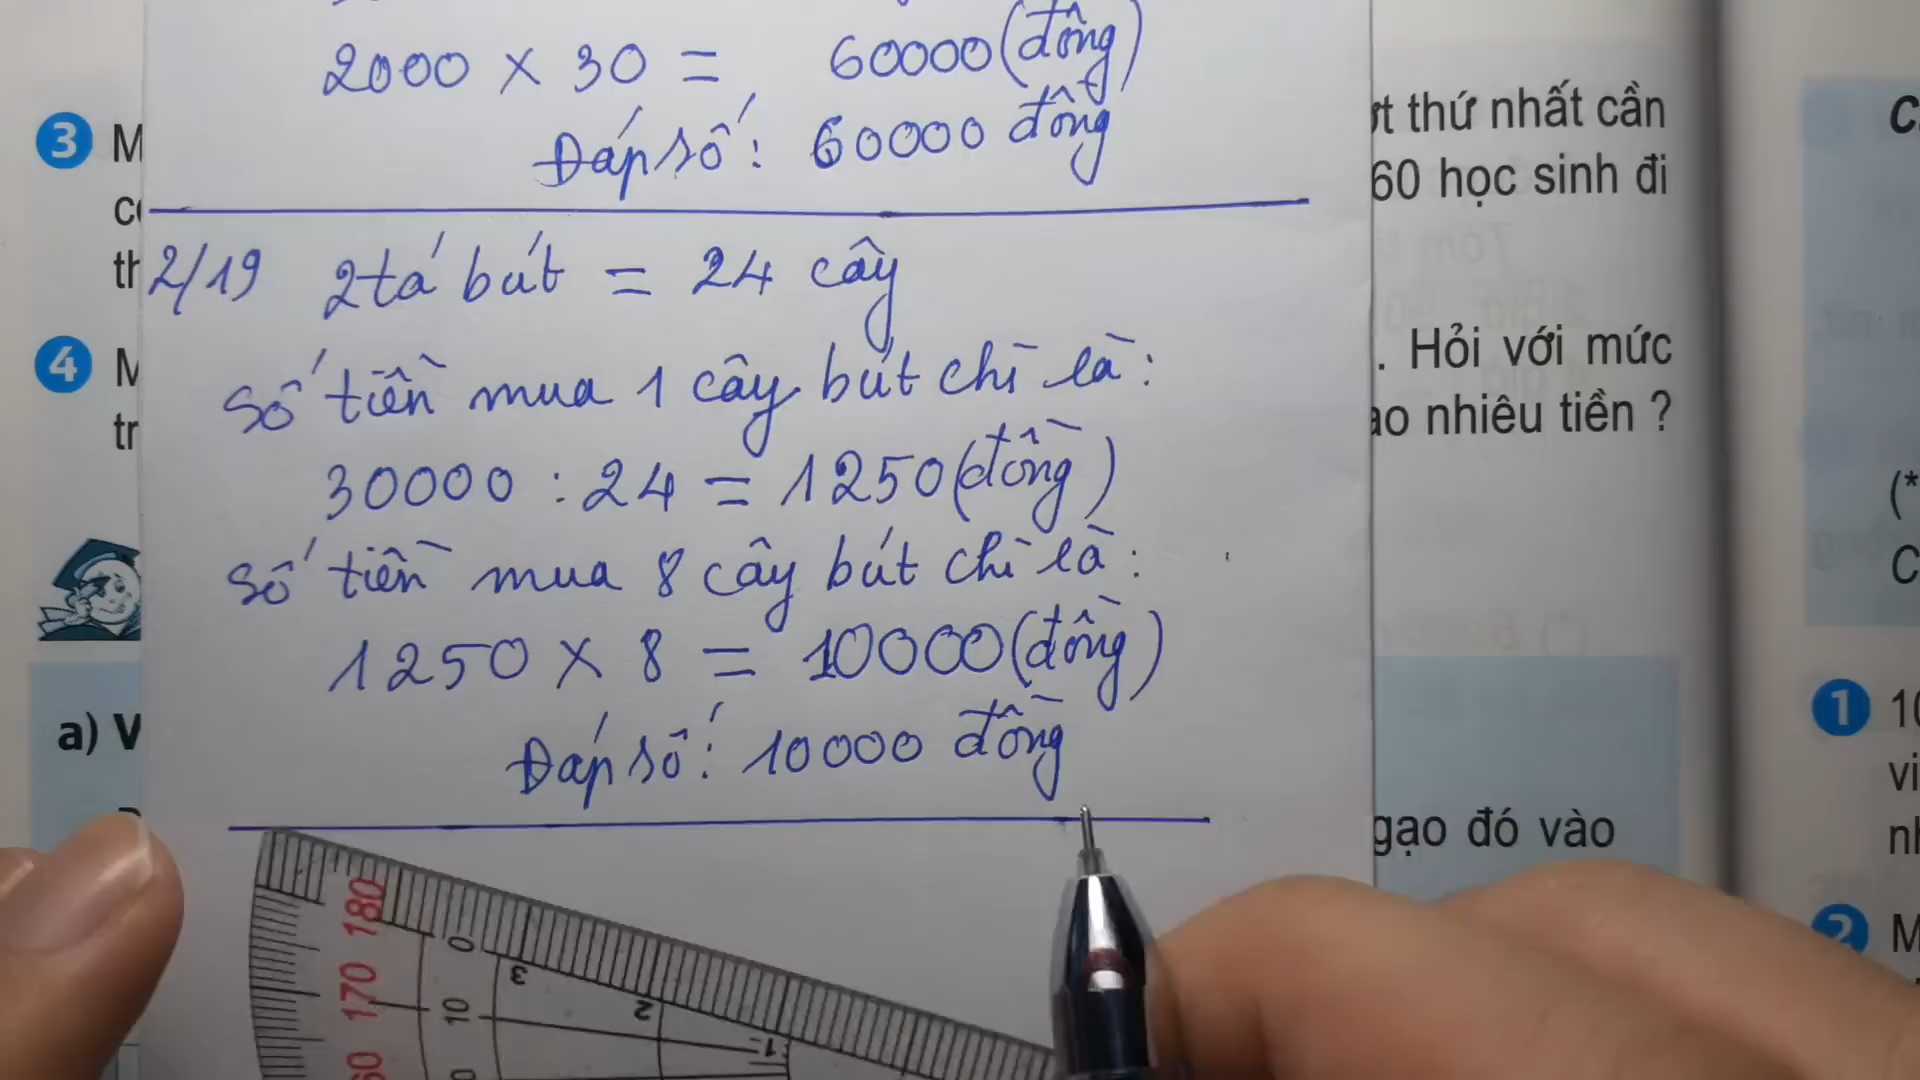 2000 x 30 = 60000 (đồng)
Đáp số: 60000 đồng
2/19 2 tá bút = 24 cây
Số tiền mua 1 cây bút chì là:
30000 : 24 = 1250 (đồng)
Số tiền mua 8 cây bút chì là:
1250 x 8 = 10000 (đồng)
Đáp số: 10000 đồng
3 M
thứ nhất cần
60 học sinh đi
4 M
. Hỏi với mức
tr
nhiêu tiền ?
a) V
gạo đó vào
C
(*
C
1 10
vi
2 M
180
170
0
10
3
2
1